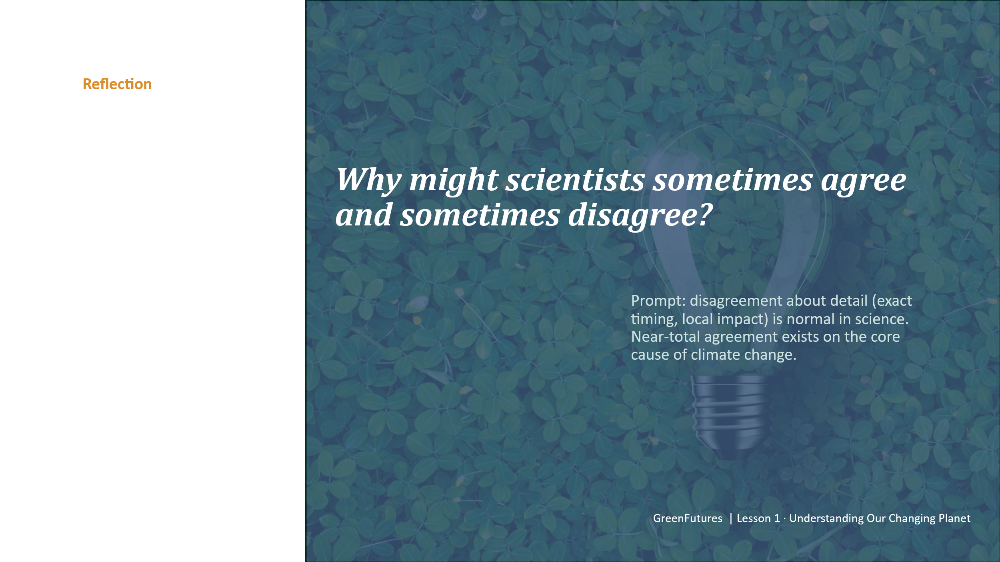 Reflection
Why might scientists sometimes agree
and sometimes disagree?
Prompt: disagreement about detail (exact
timing, local impact) is normal in science.
Near-total agreement exists on the core
cause of climate change.
GreenFutures | Lesson 1 · Understanding Our Changing Planet